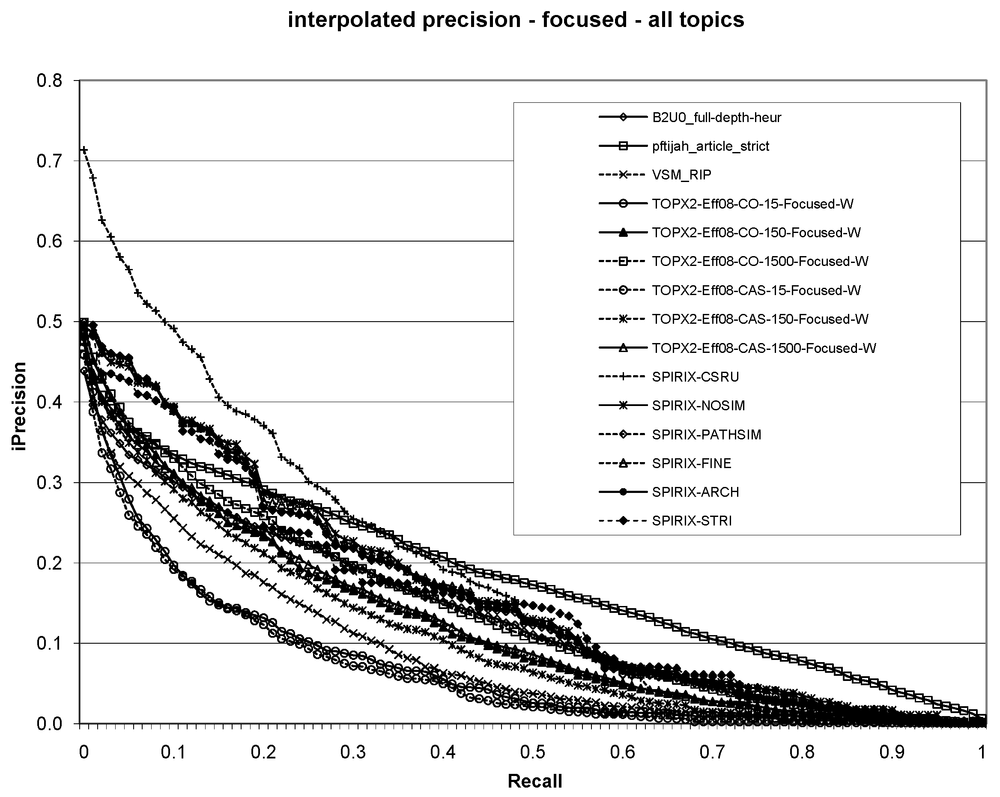 interpolated precision - focused - all topics
0.8
0.7
0.6
0.5
0.4
0.3
0.2
0.1
0.0
iPrecision
B2U0_full-depth-heur
pftijah_article_strict
VSM_RIP
TOPX2-Eff08-CO-15-Focused-W
TOPX2-Eff08-CO-150-Focused-W
TOPX2-Eff08-CO-1500-Focused-W
TOPX2-Eff08-CAS-15-Focused-W
TOPX2-Eff08-CAS-150-Focused-W
TOPX2-Eff08-CAS-1500-Focused-W
SPIRIX-CSRU
SPIRIX-NOSIM
SPIRIX-PATHSIM
SPIRIX-FINE
SPIRIX-ARCH
SPIRIX-STRI
0 0.1 0.2 0.3 0.4 0.5 0.6 0.7 0.8 0.9 1
Recall